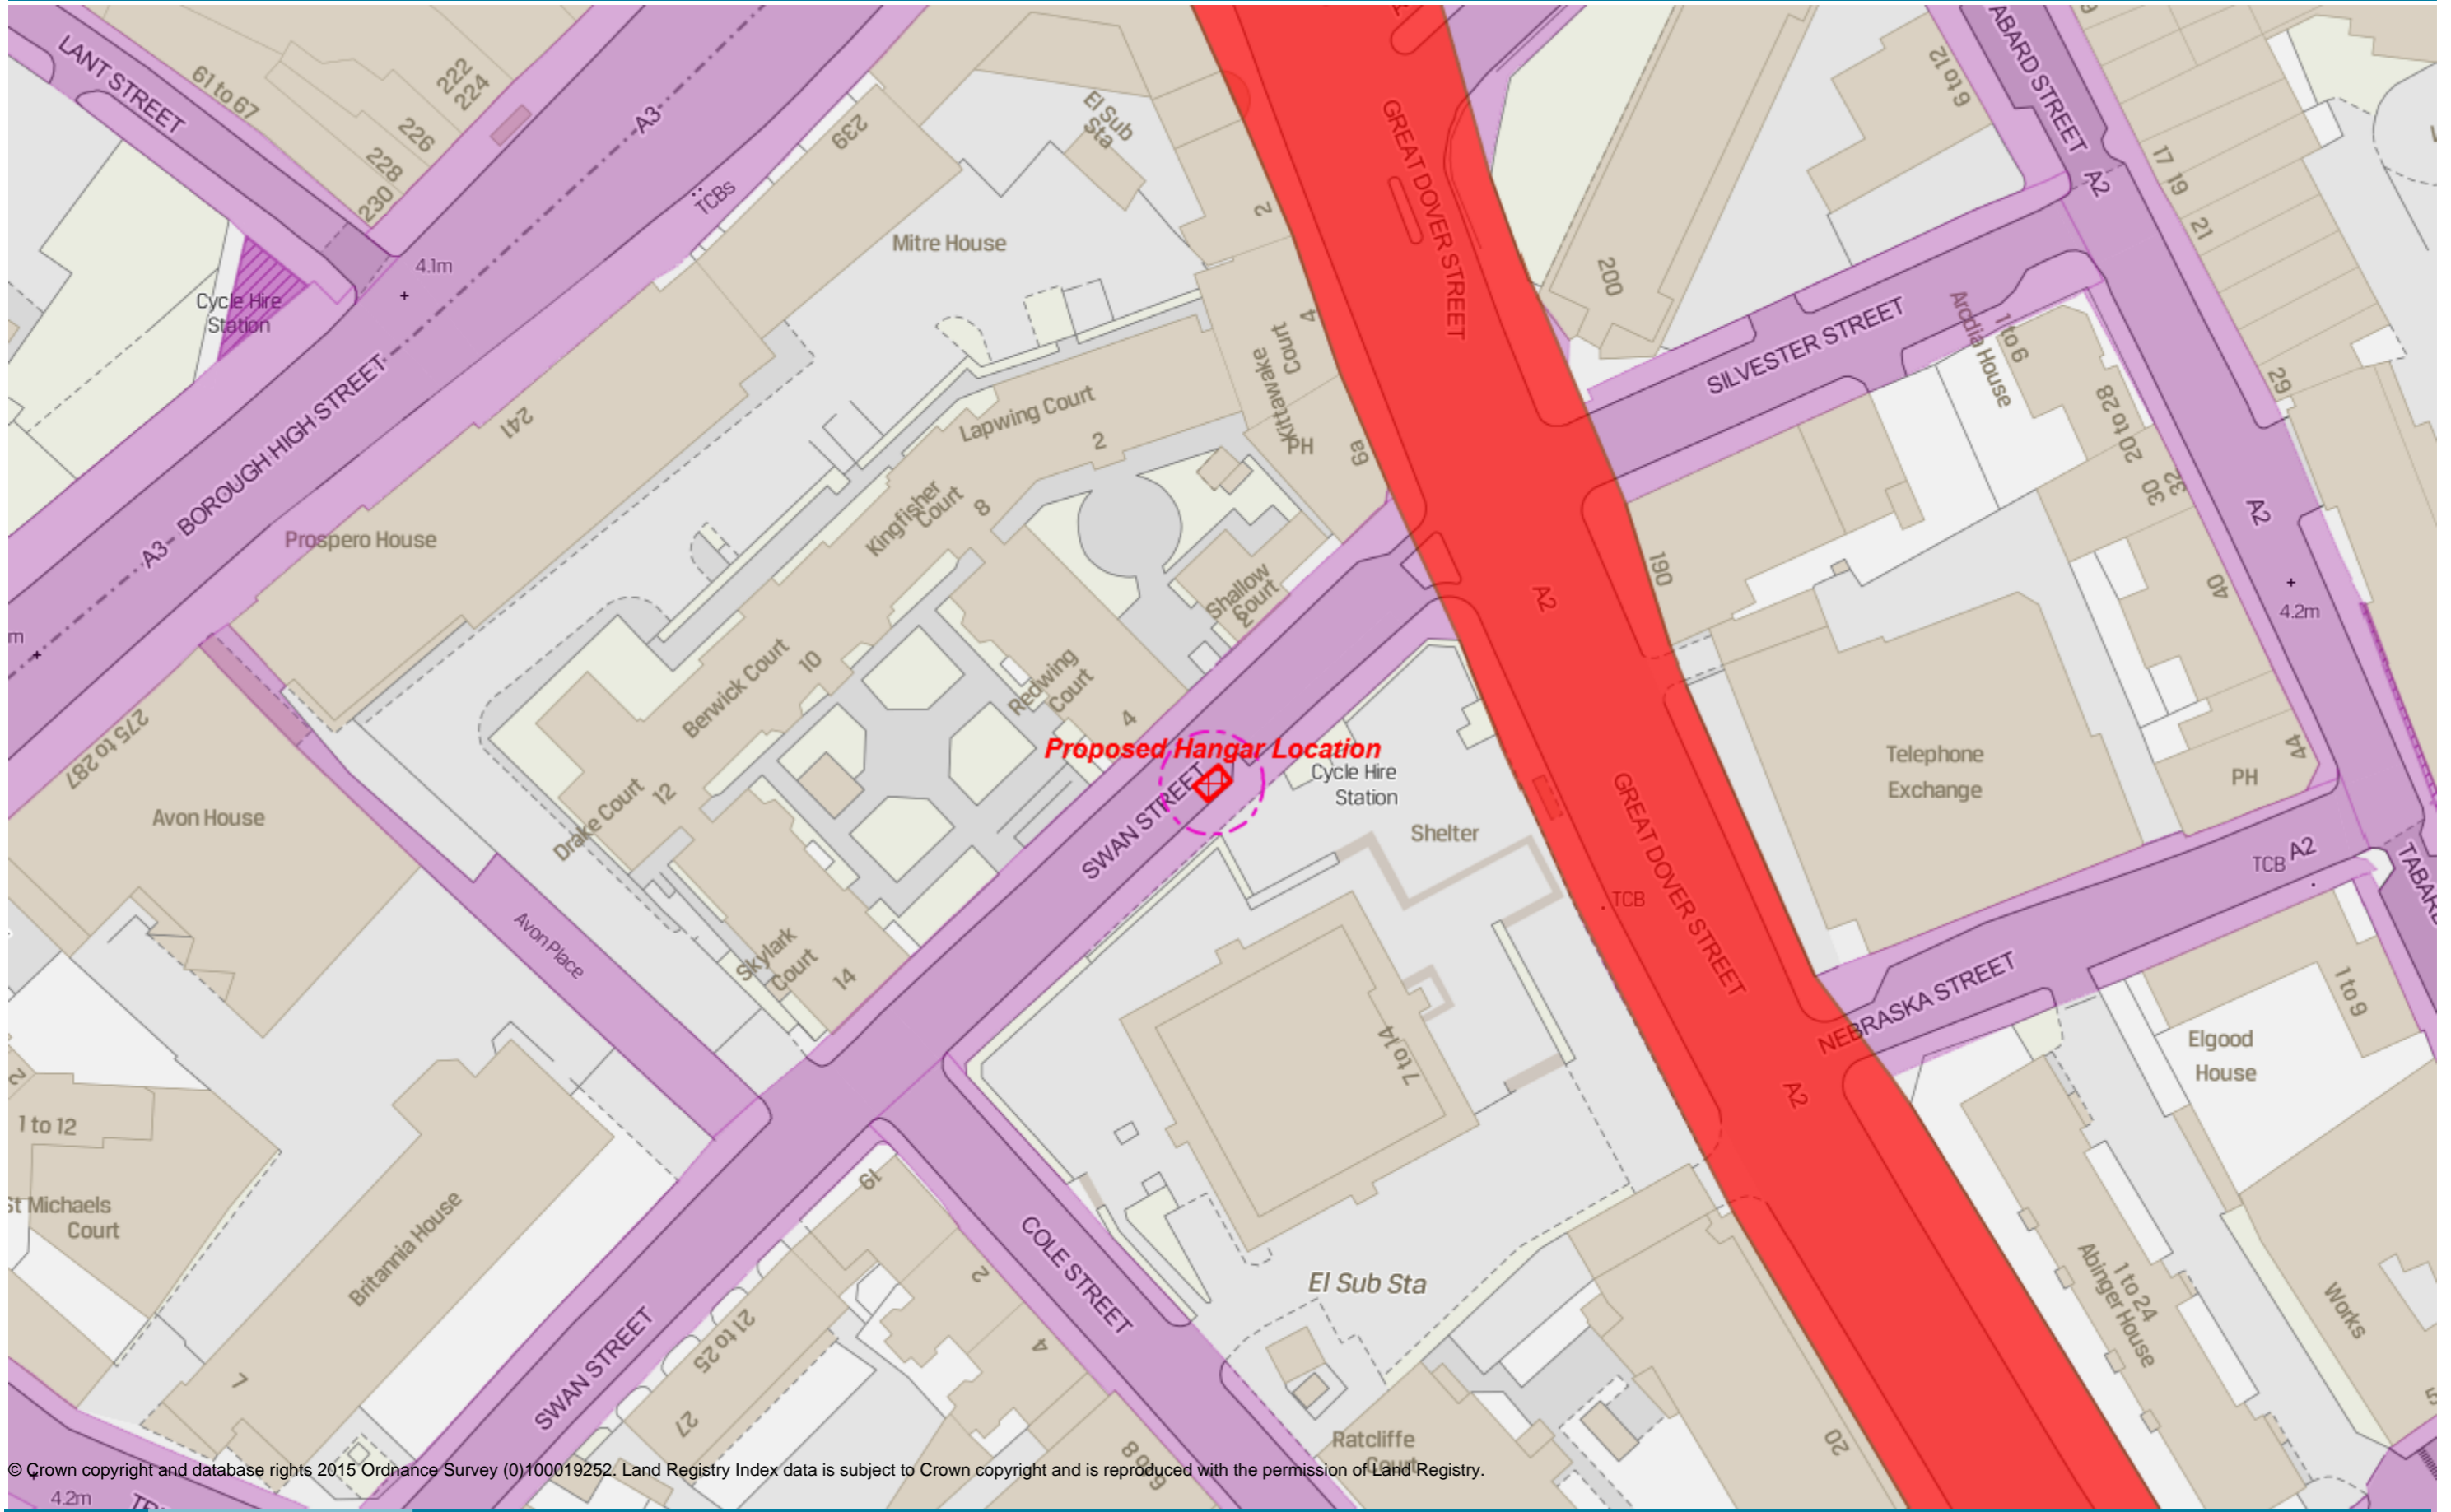 LANT STREET
61 to 67
222
224
226
228
230
A3
TCBs
239
El Sub
Sta
2
Mitre House
4.1m
Cycle Hire
Station
GREAT DOVER STREET
200
6 to 12
TABARD STREET
A2
17
19
21
29
SILVESTER STREET
1 to 6
Arcdia House
20 to 28
30
32
A2
40
4.2m
4
Kittiwake
Court
PH
6a
A3 - BOROUGH HIGH STREET
241
Prospero House
Lapwing Court
2
Kingfisher
Court
8
Shallow
Court
2
A2
190
Berwick Court
10
Redwing
Court
4
Proposed Hangar Location
Cycle Hire
Station
SWAN STREET
Shelter
GREAT DOVER STREET
TCB
Telephone
Exchange
44
PH
TCB
A2
TABARD
275 to 287
Avon House
Drake Court
12
Avon Place
Skylark
Court
14
7 to 14
NEBRASKA STREET
A2
1 to 9
Elgood
House
2
1 to 12
St Michaels
Court
Britannia House
7
19
2
4
COLE STREET
El Sub Sta
21 to 25
27
SWAN STREET
6 to 8
Ratcliffe
Court
20
1 to 24
Abinger House
Works
© Crown copyright and database rights 2015 Ordnance Survey (0)100019252. Land Registry Index data is subject to Crown copyright and is reproduced with the permission of Land Registry.
4.2m